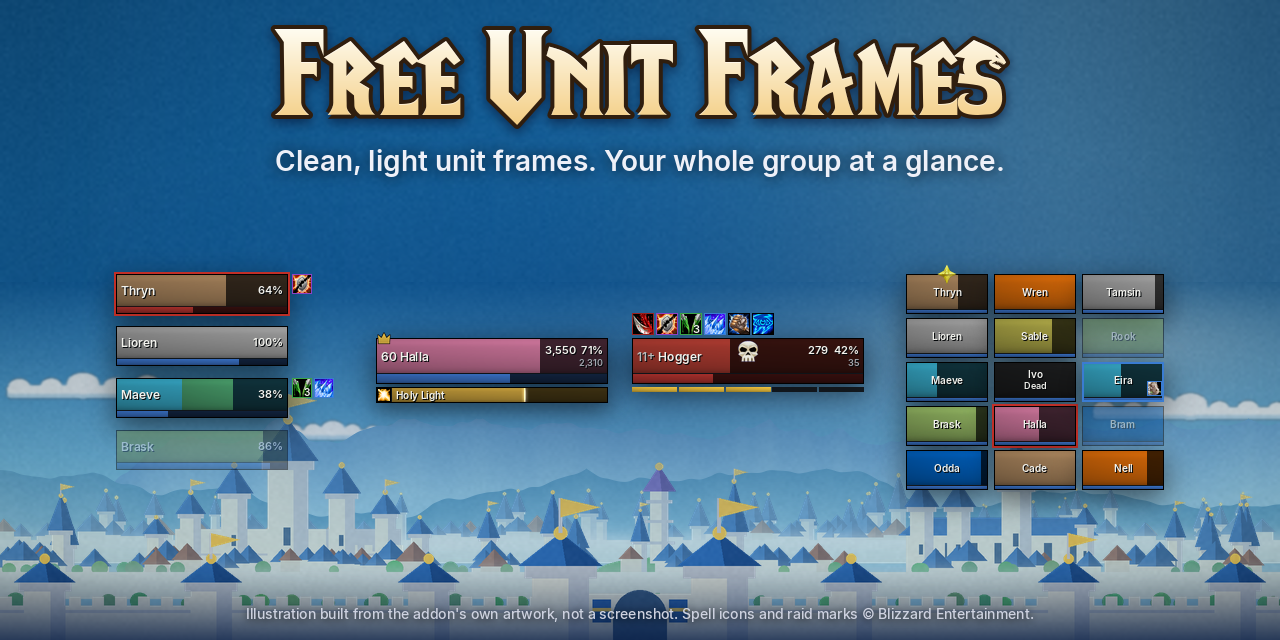 FREE UNIT FRAMES
Clean, light unit frames. Your whole group at a glance.
Thryn 64%
Lioren 100%
Maeve 38%
3
Brask 86%
60 Halla 3,550 71%
2,310
Holy Light
3
11+ Hogger 279 42%
35
Thryn Wren Tamsin
Lioren Sable Rook
Maeve Ivo Eira
Dead
Brask Halla Bram
Odda Cade Nell
Illustration built from the addon's own artwork, not a screenshot. Spell icons and raid marks © Blizzard Entertainment.